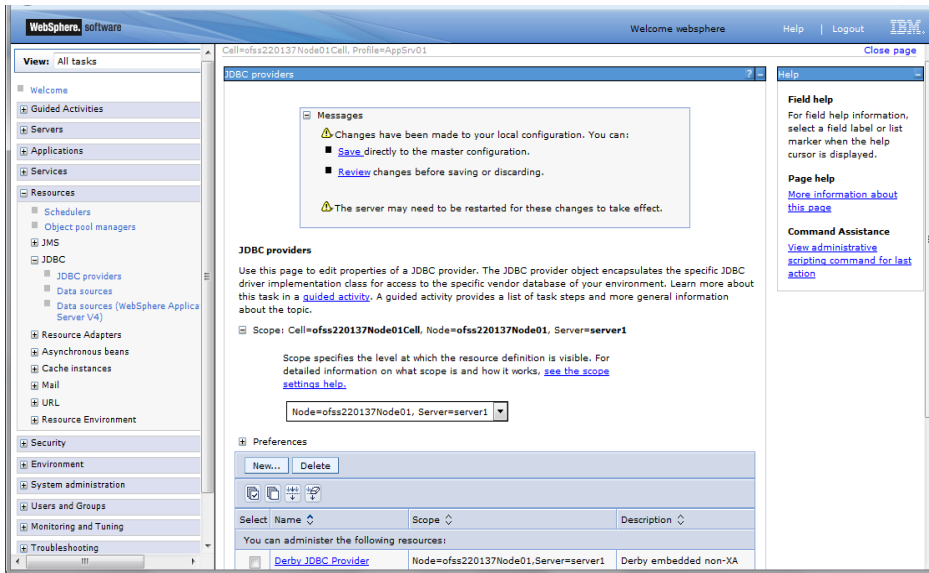 WebSphere. software
Welcome websphere
Help | Logout
IBM.
View: All tasks
Cell=ofss220137Node01Cell, Profile=AppSrv01
Close page
Welcome
Guided Activities
Servers
Applications
Services
Resources
Schedulers
Object pool managers
JMS
JDBC
JDBC providers
Data sources
Data sources (WebSphere Applica
Server V4)
Resource Adapters
Asynchronous beans
Cache instances
Mail
URL
Resource Environment
Security
Environment
System administration
Users and Groups
Monitoring and Tuning
Troubleshooting
JDBC providers
? -
Messages
Changes have been made to your local configuration. You can:
Save directly to the master configuration.
Review changes before saving or discarding.
The server may need to be restarted for these changes to take effect.
JDBC providers
Use this page to edit properties of a JDBC provider. The JDBC provider object encapsulates the specific JDBC
driver implementation class for access to the specific vendor database of your environment. Learn more about
this task in a guided activity. A guided activity provides a list of task steps and more general information
about the topic.
Scope: Cell=ofss220137Node01Cell, Node=ofss220137Node01, Server=server1
Scope specifies the level at which the resource definition is visible. For
detailed information on what scope is and how it works, see the scope
settings help.
Node=ofss220137Node01, Server=server1
Preferences
New... Delete
Select Name Scope Description
You can administer the following resources:
Derby JDBC Provider Node=ofss220137Node01,Server=server1 Derby embedded non-XA
Help
Field help
For field help information,
select a field label or list
marker when the help
cursor is displayed.
Page help
More information about
this page
Command Assistance
View administrative
scripting command for last
action